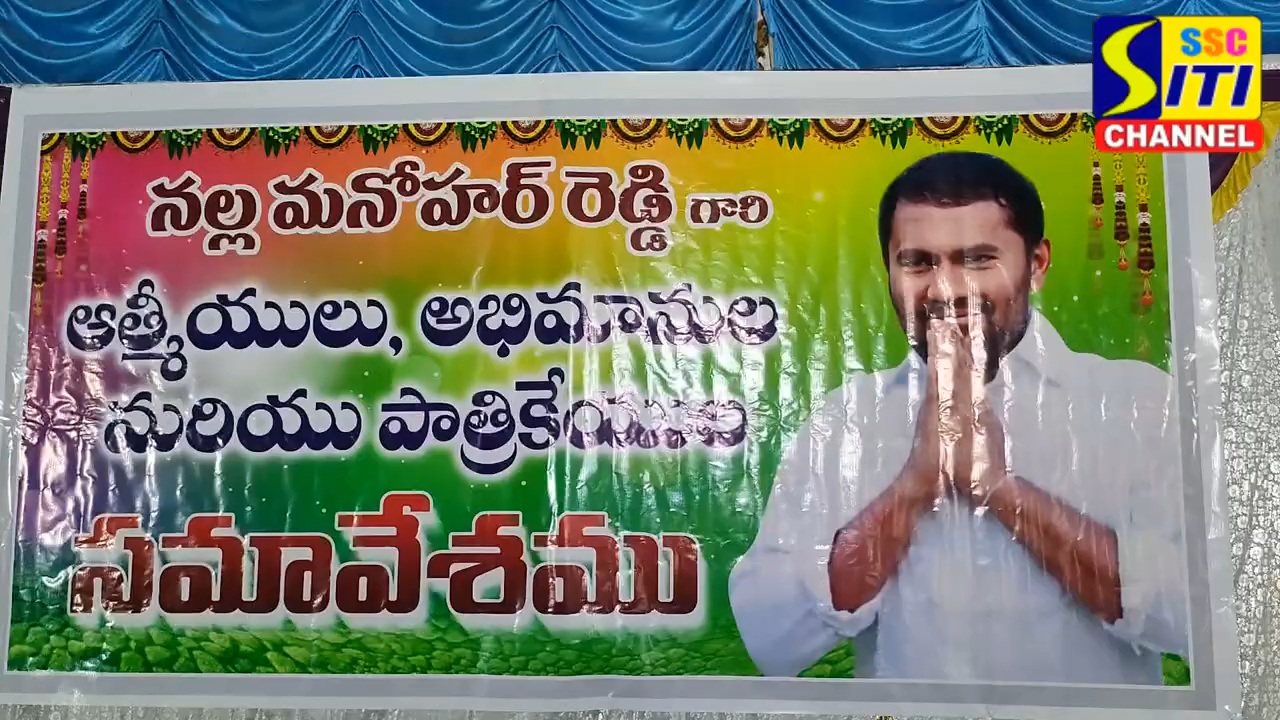 SSC
SITI
CHANNEL
నల్ల మనోహర్ రెడ్డి గారి
ఆత్మీయులు, అభిమానుల
మరియు పాత్రికేయుల
సమావేశము